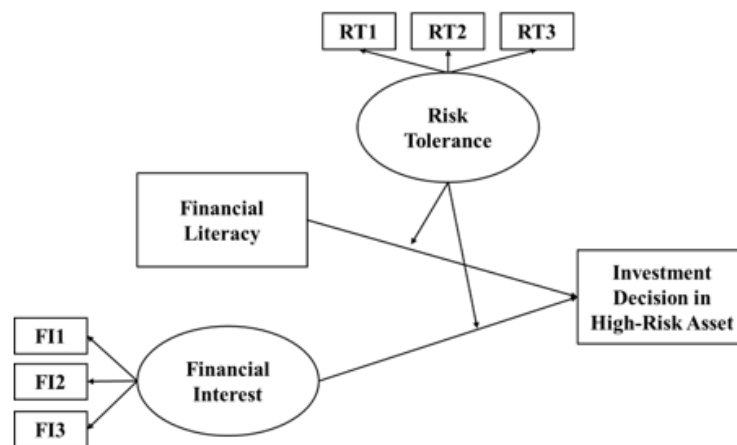 RT1 RT2 RT3
Risk
Tolerance
Financial
Literacy
Investment
Decision in
High-Risk Asset
FI1
FI2
FI3
Financial
Interest